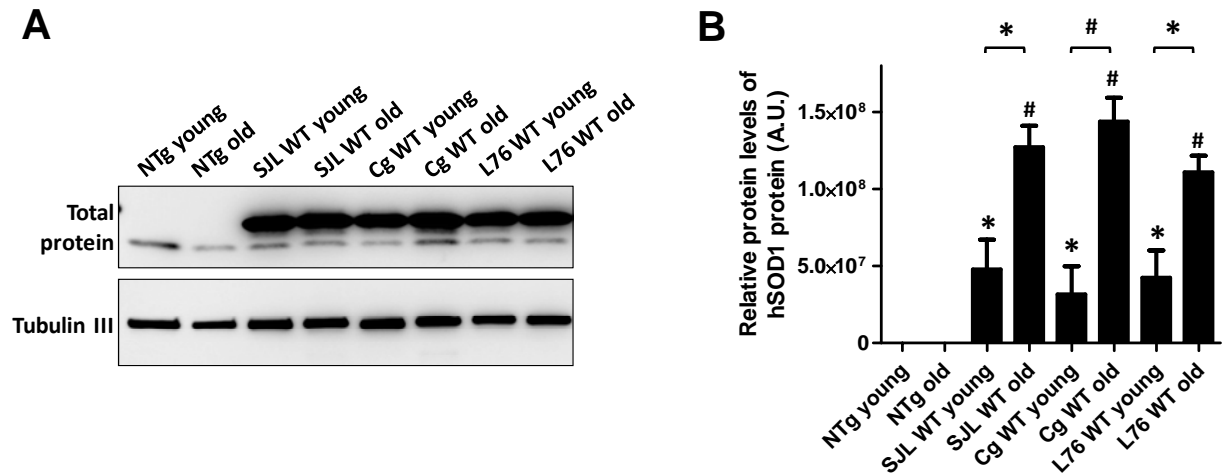 A
NTg young
NTg old
SJL WT young
SJL WT old
Cg WT young
Cg WT old
L76 WT young
L76 WT old
Total
protein
Tubulin III
B
* # *
Relative protein levels of
hSOD1 protein (A.U.)
1.5×10⁸
1.0×10⁸
5.0×10⁷
0
* # * # * #
NTg young
NTg old
SJL WT young
SJL WT old
Cg WT young
Cg WT old
L76 WT young
L76 WT old